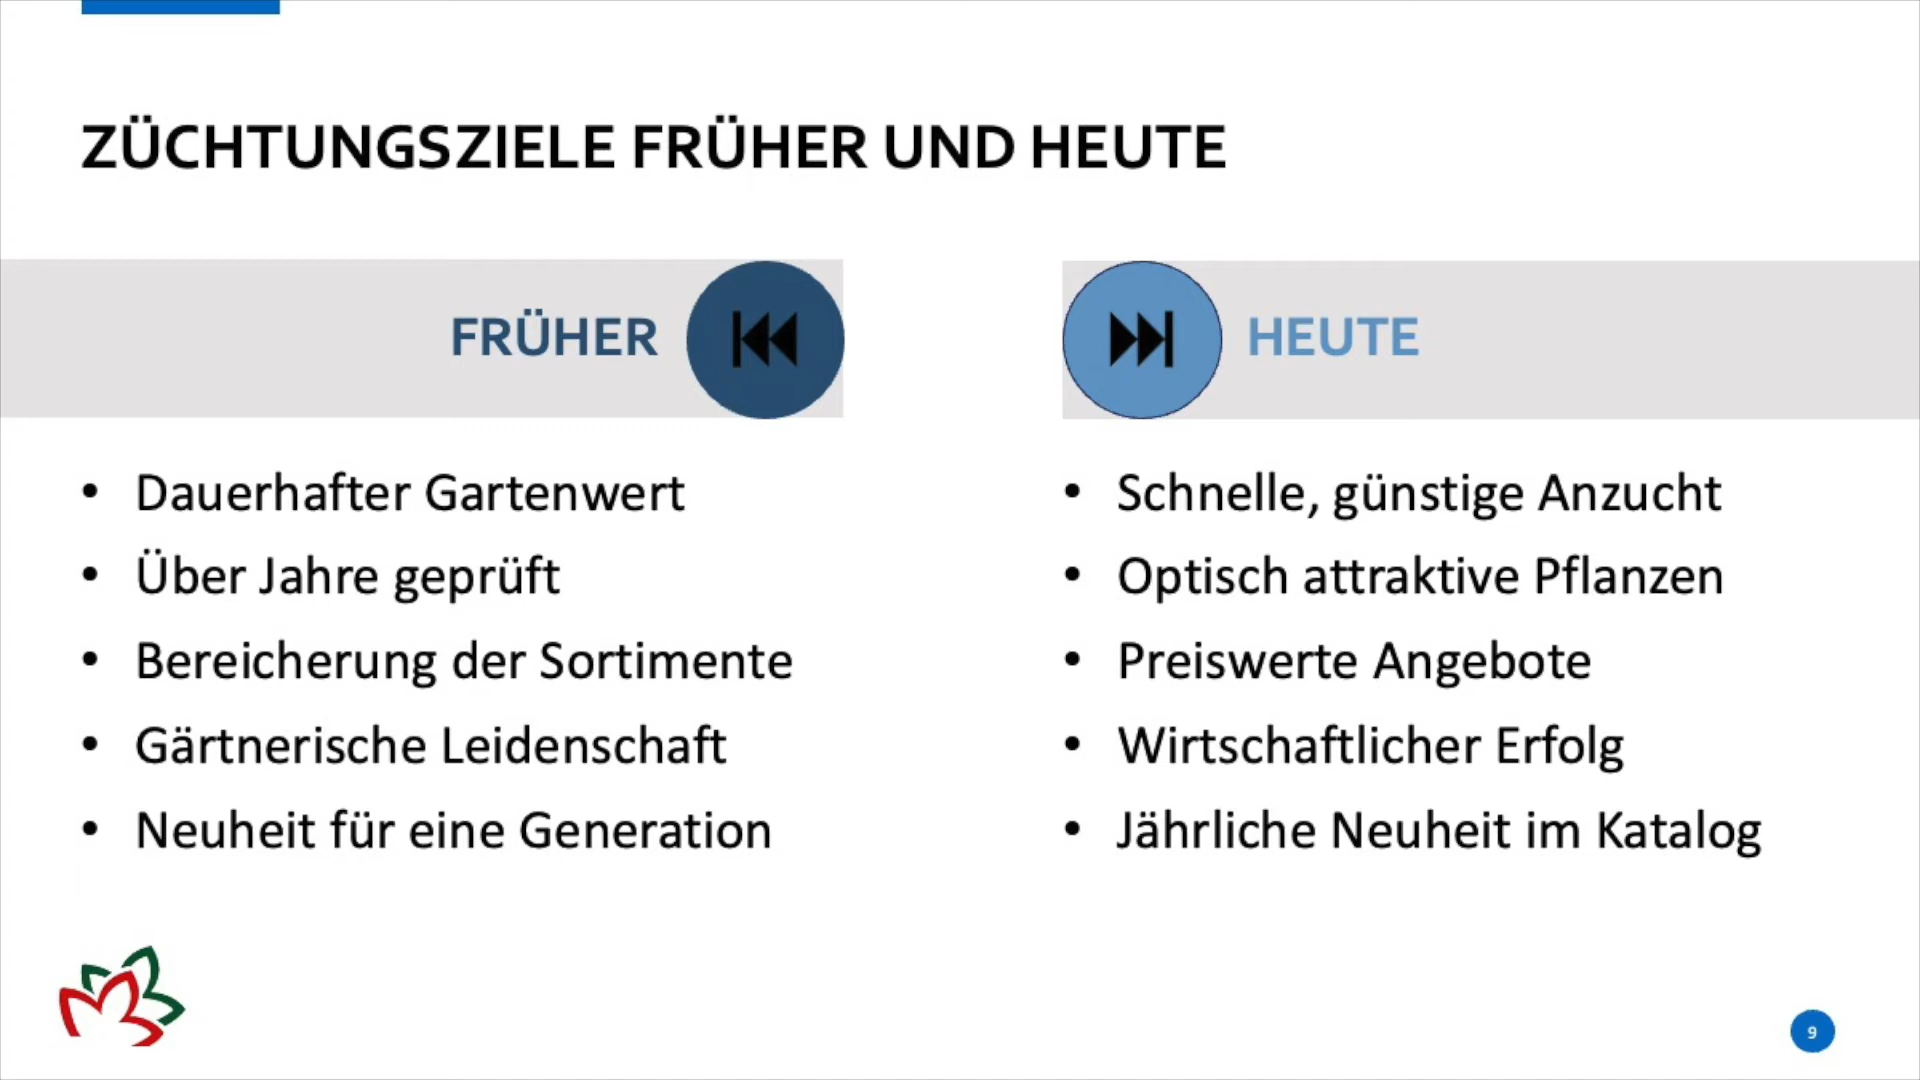 ZÜCHTUNGSZIELE FRÜHER UND HEUTE
FRÜHER
• Dauerhafter Gartenwert
• Über Jahre geprüft
• Bereicherung der Sortimente
• Gärtnerische Leidenschaft
• Neuheit für eine Generation
HEUTE
• Schnelle, günstige Anzucht
• Optisch attraktive Pflanzen
• Preiswerte Angebote
• Wirtschaftlicher Erfolg
• Jährliche Neuheit im Katalog
9